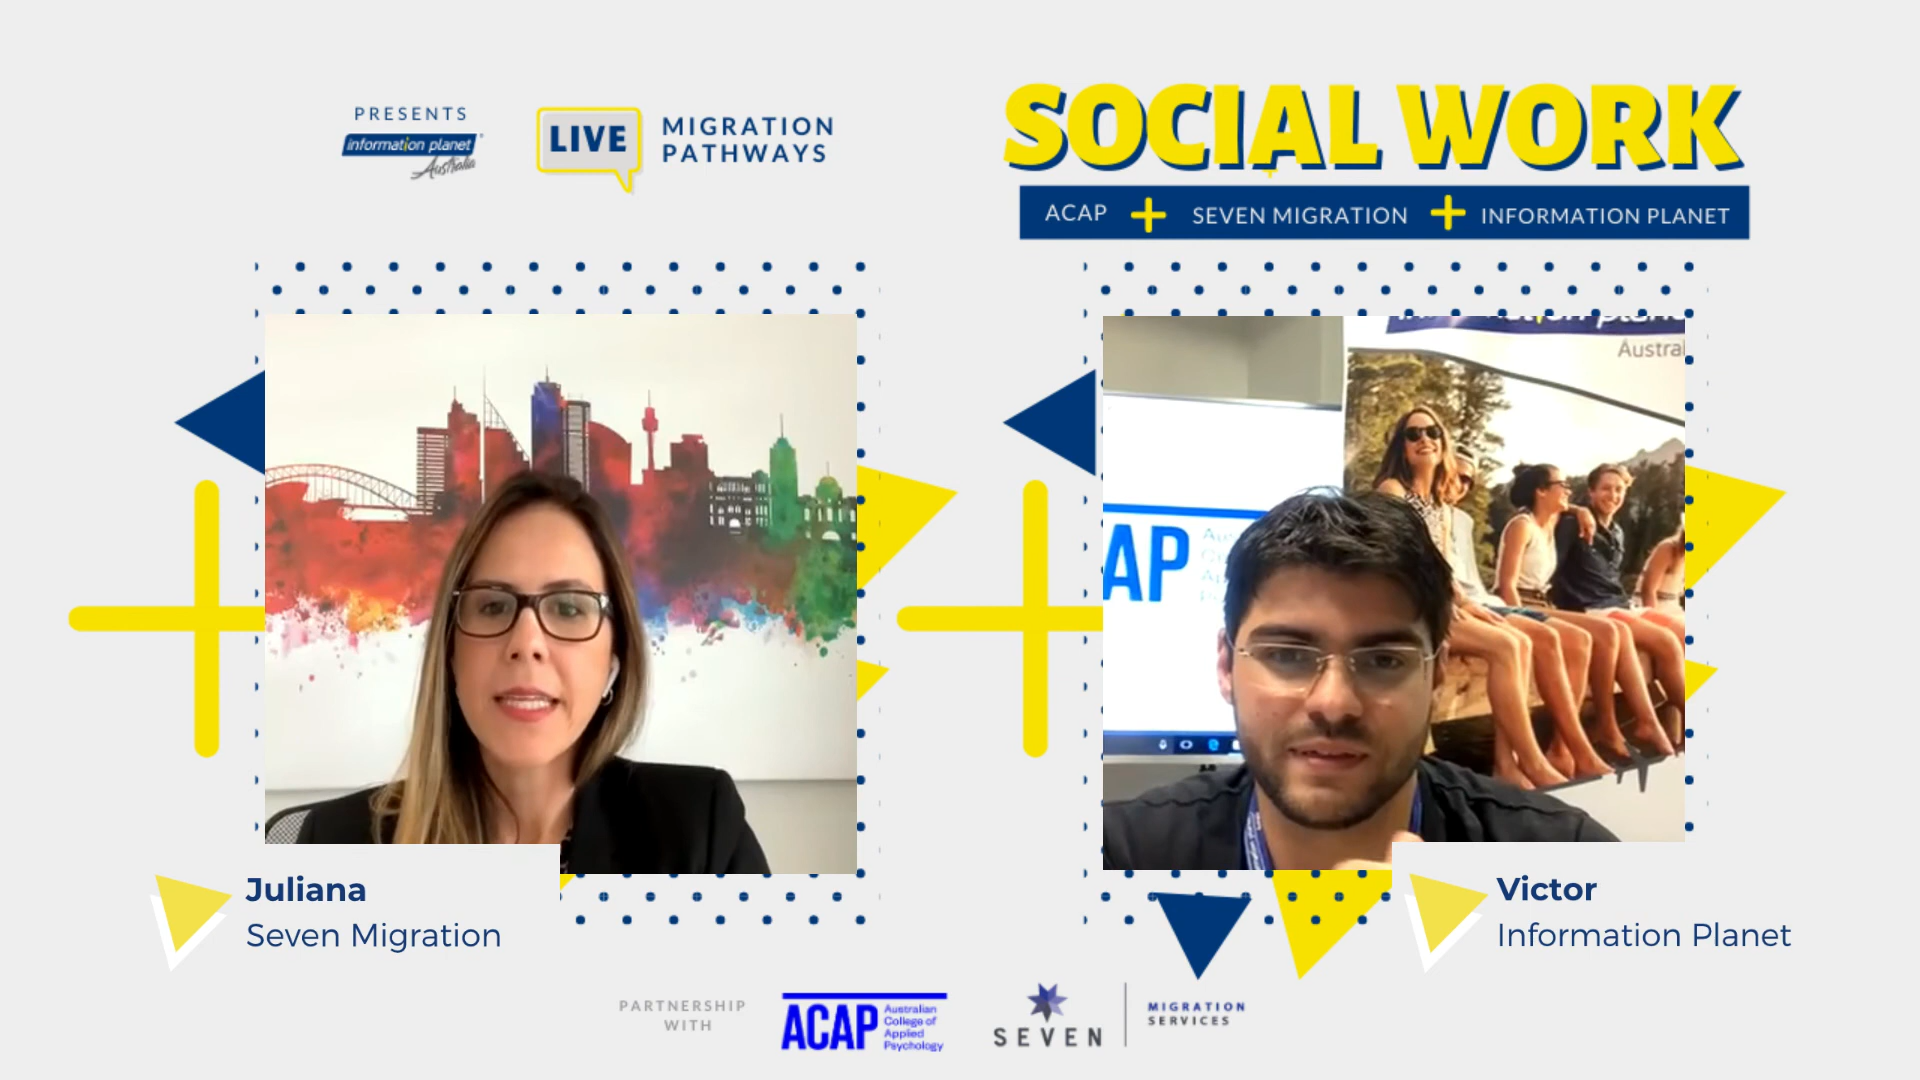 PRESENTS
information planet
Australia
LIVE
MIGRATION
PATHWAYS
SOCIAL WORK
ACAP + SEVEN MIGRATION + INFORMATION PLANET
Austral
AP
Juliana
Seven Migration
Victor
Information Planet
PARTNERSHIP
WITH
ACAP
Australian
College of
Applied
Psychology
SEVEN
MIGRATION
SERVICES